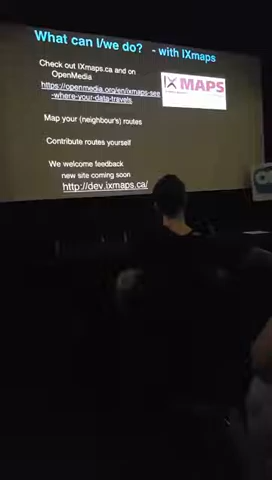 What can I/we do?   - with IXmaps
Check out IXmaps.ca and on
OpenMedia
https://openmedia.org/en/ixmaps-see
-where-your-data-travels
IX MAPS
Map your (neighbour's) routes
Contribute routes yourself
We welcome feedback
new site coming soon
http://dev.ixmaps.ca/